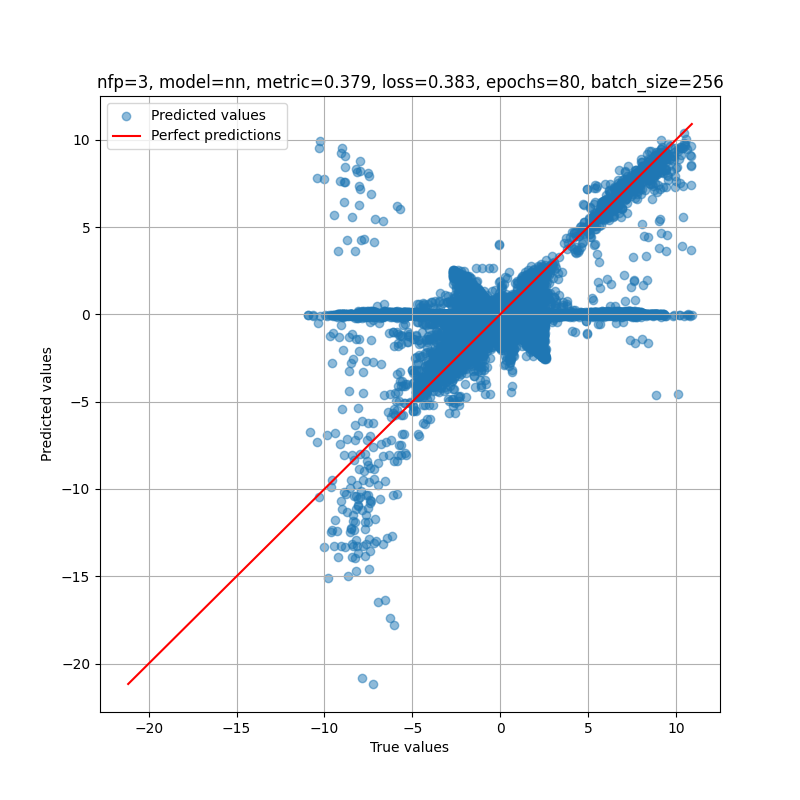 nfp=3, model=nn, metric=0.379, loss=0.383, epochs=80, batch_size=256
Predicted values
Perfect predictions
10
5
0
−5
−10
−15
−20
Predicted values
−20
−15
−10
−5
0
5
10
True values